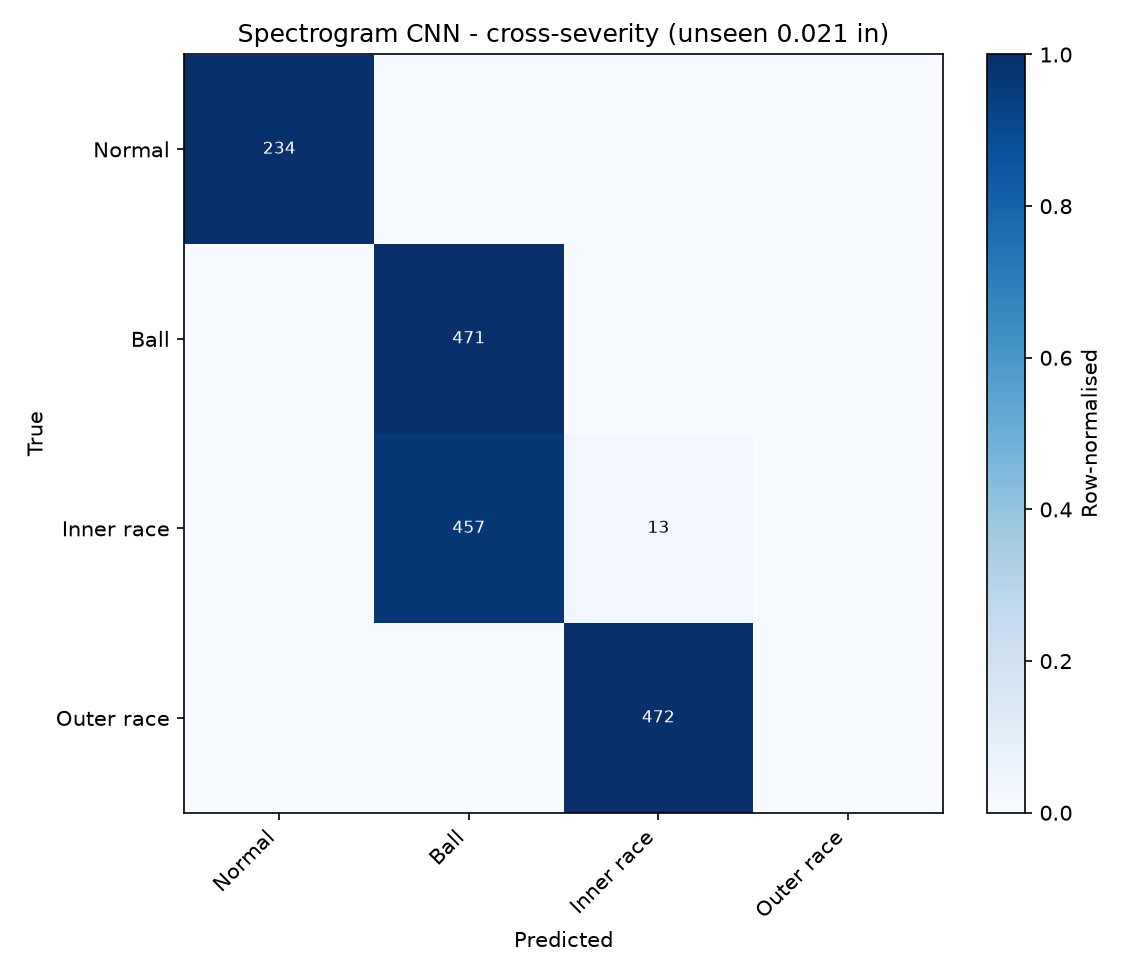 Spectrogram CNN - cross-severity (unseen 0.021 in)
True
Normal
Ball
Inner race
Outer race
234
471
457 13
472
Normal Ball Inner race Outer race
Predicted
1.0
0.8
0.6
0.4
0.2
0.0
Row-normalised